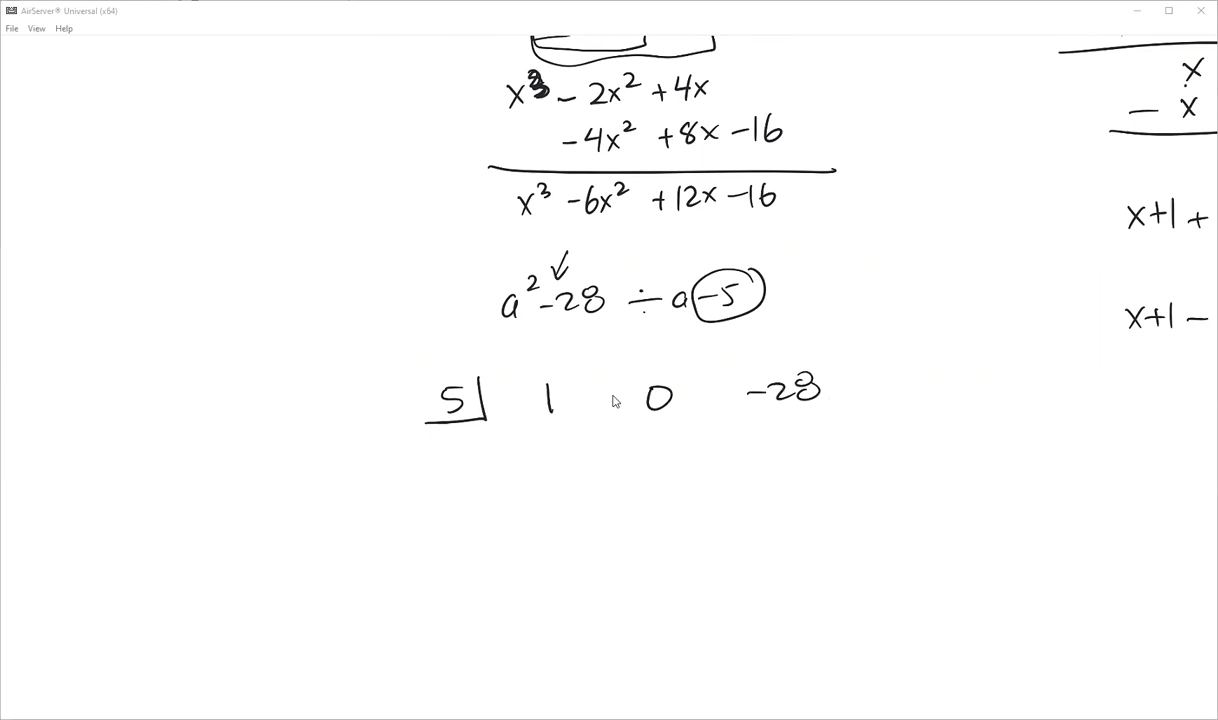 AirServer® Universal (x64)
File View Help
x³ - 2x² + 4x
- 4x² + 8x - 16
x³ - 6x² + 12x - 16
a² - 28 ÷ a - 5
5 1 0 -28
x
- x
x+1 +
x+1 -